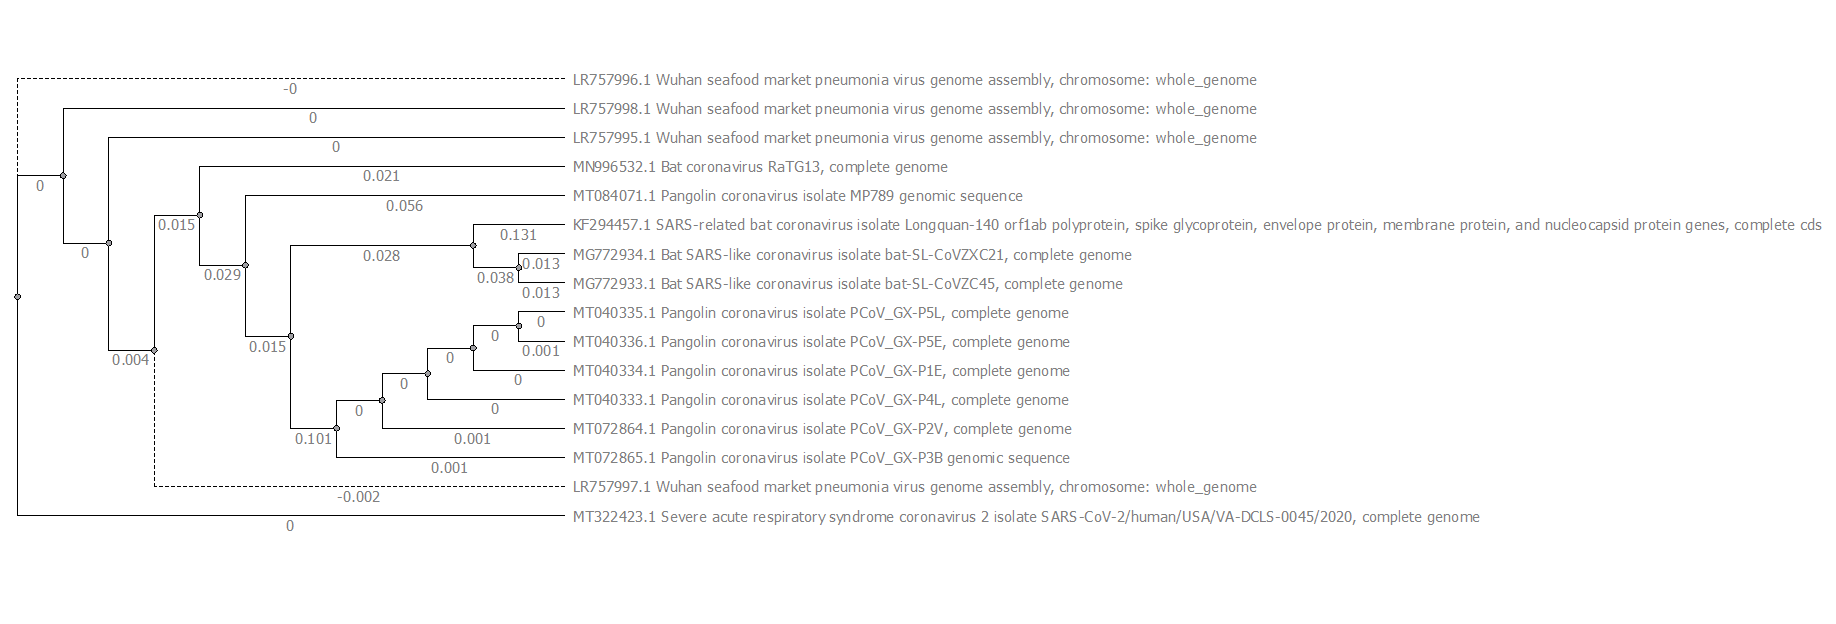 LR757996.1 Wuhan seafood market pneumonia virus genome assembly, chromosome: whole_genome
-0
LR757998.1 Wuhan seafood market pneumonia virus genome assembly, chromosome: whole_genome
0
LR757995.1 Wuhan seafood market pneumonia virus genome assembly, chromosome: whole_genome
0
MN996532.1 Bat coronavirus RaTG13, complete genome
0.021
0
MT084071.1 Pangolin coronavirus isolate MP789 genomic sequence
0.056
0.015
KF294457.1 SARS-related bat coronavirus isolate Longquan-140 orf1ab polyprotein, spike glycoprotein, envelope protein, membrane protein, and nucleocapsid protein genes, complete cds
0.131
0
0.028
MG772934.1 Bat SARS-like coronavirus isolate bat-SL-CoVZXC21, complete genome
0.013
0.029
0.038
MG772933.1 Bat SARS-like coronavirus isolate bat-SL-CoVZC45, complete genome
0.013
MT040335.1 Pangolin coronavirus isolate PCoV_GX-P5L, complete genome
0
0
MT040336.1 Pangolin coronavirus isolate PCoV_GX-P5E, complete genome
0.015
0.001
0.004
0
MT040334.1 Pangolin coronavirus isolate PCoV_GX-P1E, complete genome
0
0
MT040333.1 Pangolin coronavirus isolate PCoV_GX-P4L, complete genome
0
0
MT072864.1 Pangolin coronavirus isolate PCoV_GX-P2V, complete genome
0.101
0.001
MT072865.1 Pangolin coronavirus isolate PCoV_GX-P3B genomic sequence
0.001
LR757997.1 Wuhan seafood market pneumonia virus genome assembly, chromosome: whole_genome
-0.002
MT322423.1 Severe acute respiratory syndrome coronavirus 2 isolate SARS-CoV-2/human/USA/VA-DCLS-0045/2020, complete genome
0